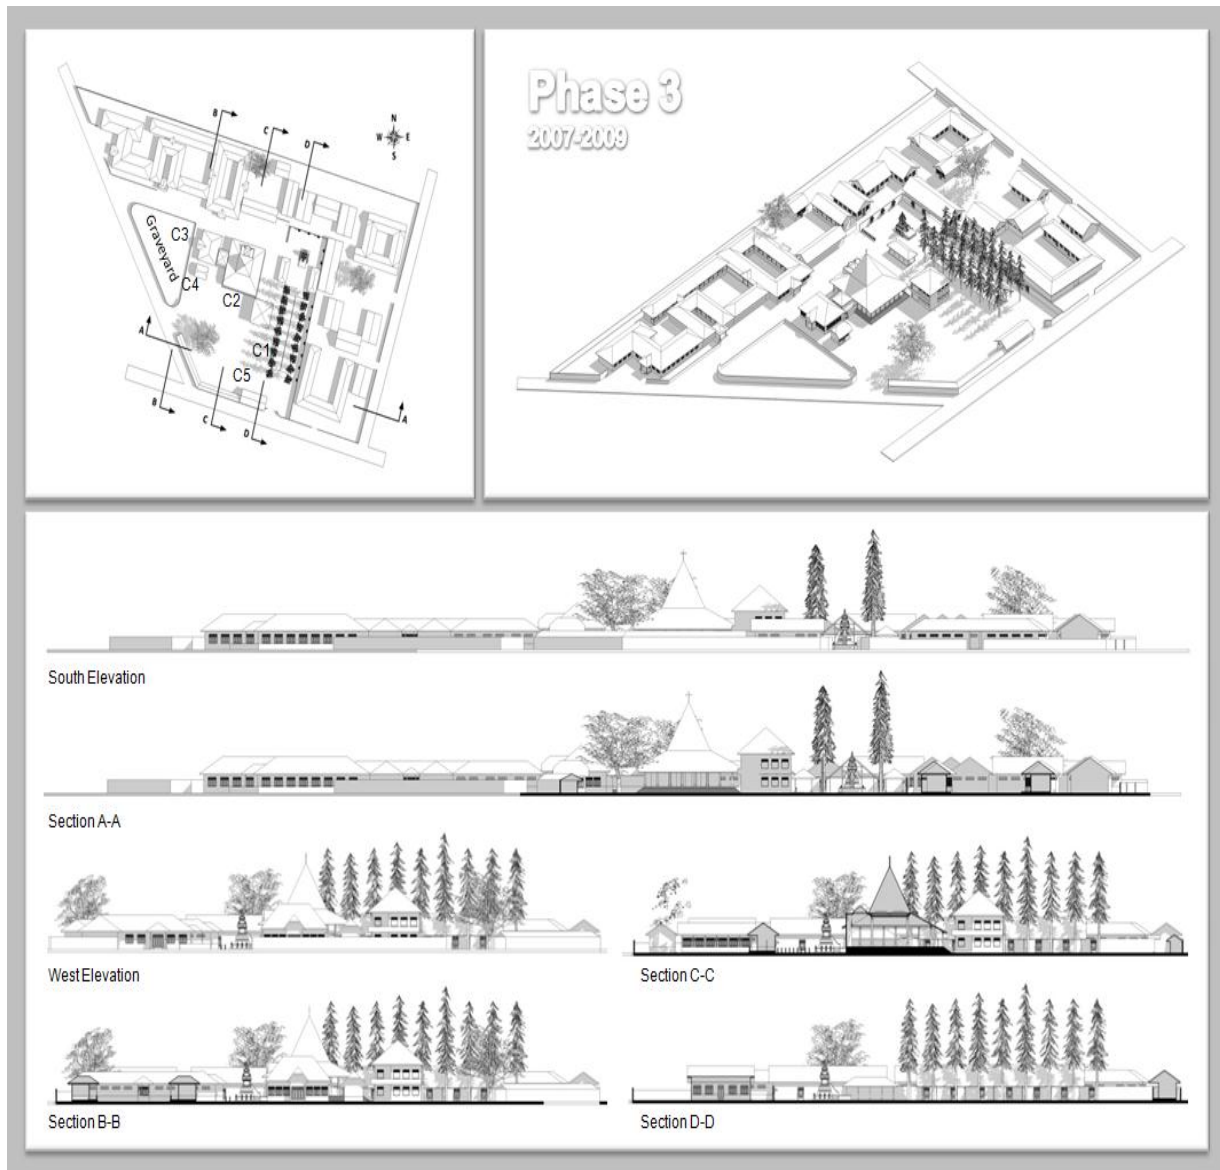 Phase 3
2007-2009
N
W E
S
B
C
D
Graveyard
C3
C4
C2
A
C1
C5
B
C
D
A
South Elevation
Section A-A
West Elevation
Section C-C
Section B-B
Section D-D